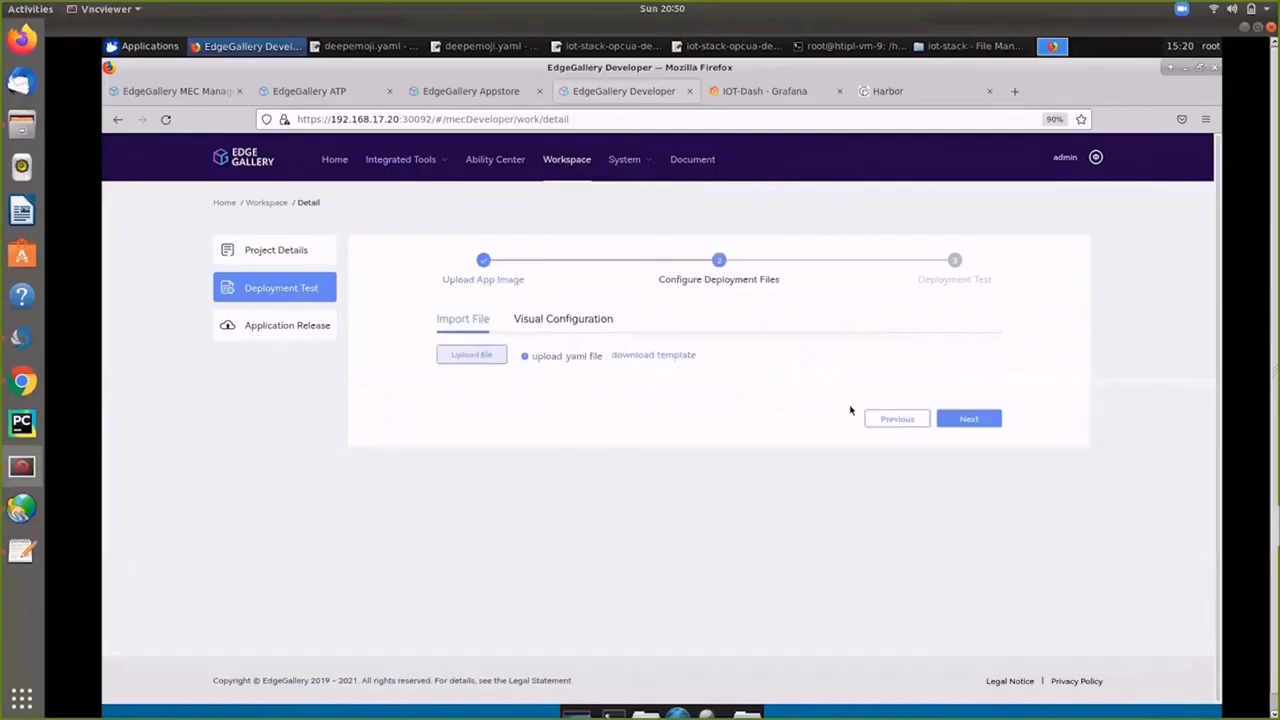 Activities
Vncviewer
Sun 20:50
Applications
EdgeGallery Devel...
deepemoji.yaml - ...
deepemoji.yaml - ...
iot-stack-opcua-de...
iot-stack-opcua-de...
root@htipl-vm-9: /h...
iot-stack - File Man...
15:20
root
EdgeGallery Developer — Mozilla Firefox
EdgeGallery MEC Manag
EdgeGallery ATP
EdgeGallery Appstore
EdgeGallery Developer
IOT-Dash - Grafana
Harbor
https://192.168.17.20:30092/#/mecDeveloper/work/detail
90%
EDGE
GALLERY
Home
Integrated Tools
Ability Center
Workspace
System
Document
admin
Home / Workspace / Detail
Project Details
Deployment Test
Application Release
2
3
Upload App Image
Configure Deployment Files
Deployment Test
Import File
Visual Configuration
Upload file
upload .yaml file
download template
Previous
Next
PC
Copyright © EdgeGallery 2019 - 2021. All rights reserved. For details, see the Legal Statement
Legal Notice | Privacy Policy